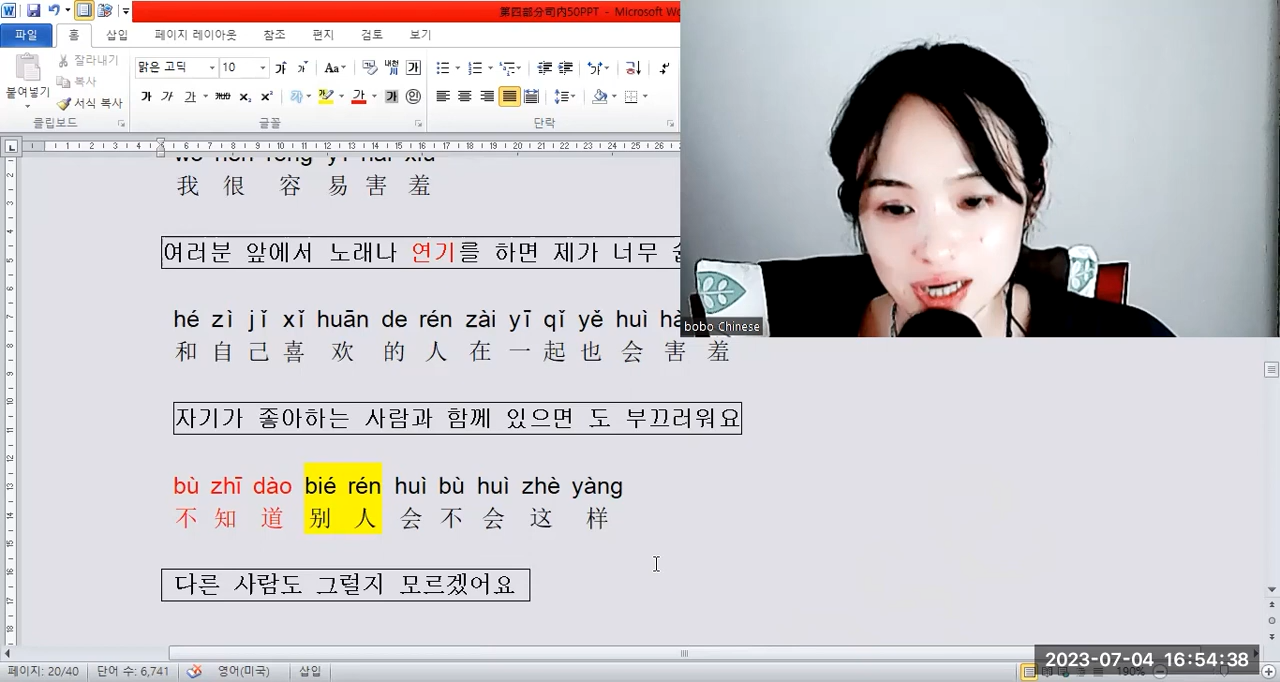 第四部分司内50PPT - Microsoft Wo
파일 홈 삽입 페이지 레이아웃 참조 편지 검토 보기
잘라내기
복사
서식 복사
붙여넣기
맑은 고딕 10
클립보드 글꼴 단락
我 很 容 易 害 羞
여러분 앞에서 노래나 연기를 하면 제가 너무
hé zì jǐ xǐ huān de rén zài yī qǐ yě huì hà
和 自 己 喜 欢 的 人 在 一 起 也 会 害 羞
자기가 좋아하는 사람과 함께 있으면 도 부끄러워요
bù zhī dào bié rén huì bù huì zhè yàng
不 知 道 别 人 会 不 会 这 样
다른 사람도 그럴지 모르겠어요
bobo Chinese
페이지: 20/40 단어 수: 6,741 영어(미국) 삽입 190%
2023-07-04 16:54:38